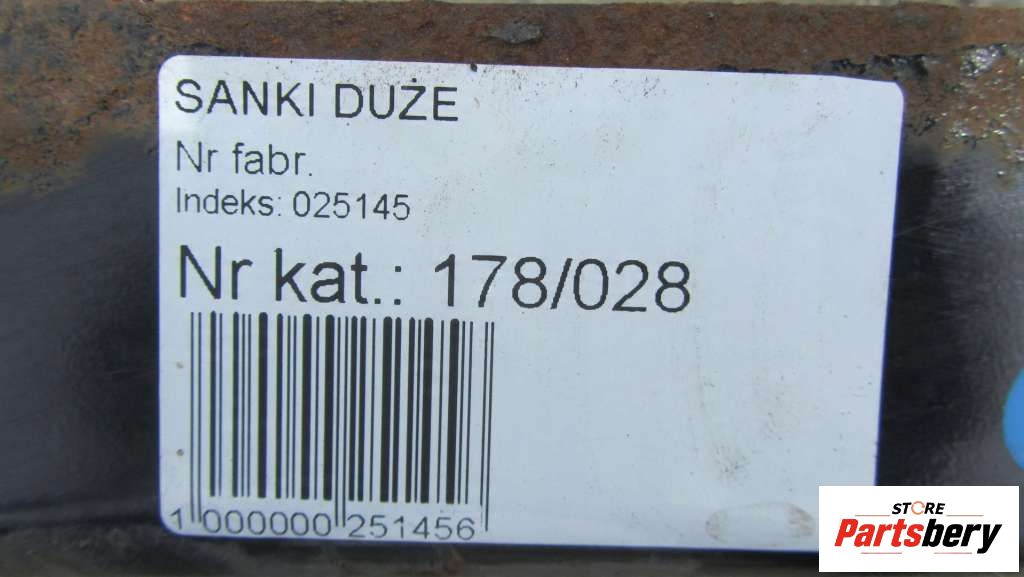 SANKI DUŻE
Nr fabr.
Indeks: 025145
Nr kat.: 178/028
1 000000 251456
STORE
Partsbery